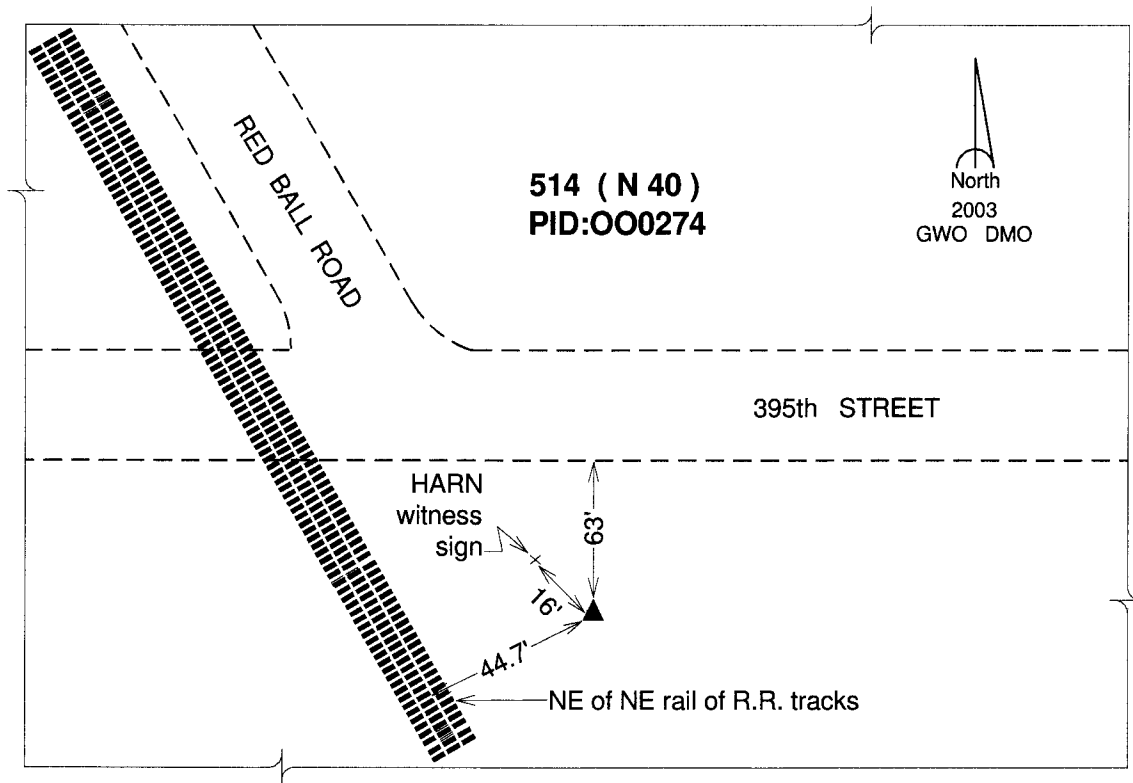 RED BALL ROAD
514 ( N 40 )
PID:OO0274
North
2003
GWO DMO
395th STREET
HARN
witness
sign
63'
16'
44.7'
NE of NE rail of R.R. tracks